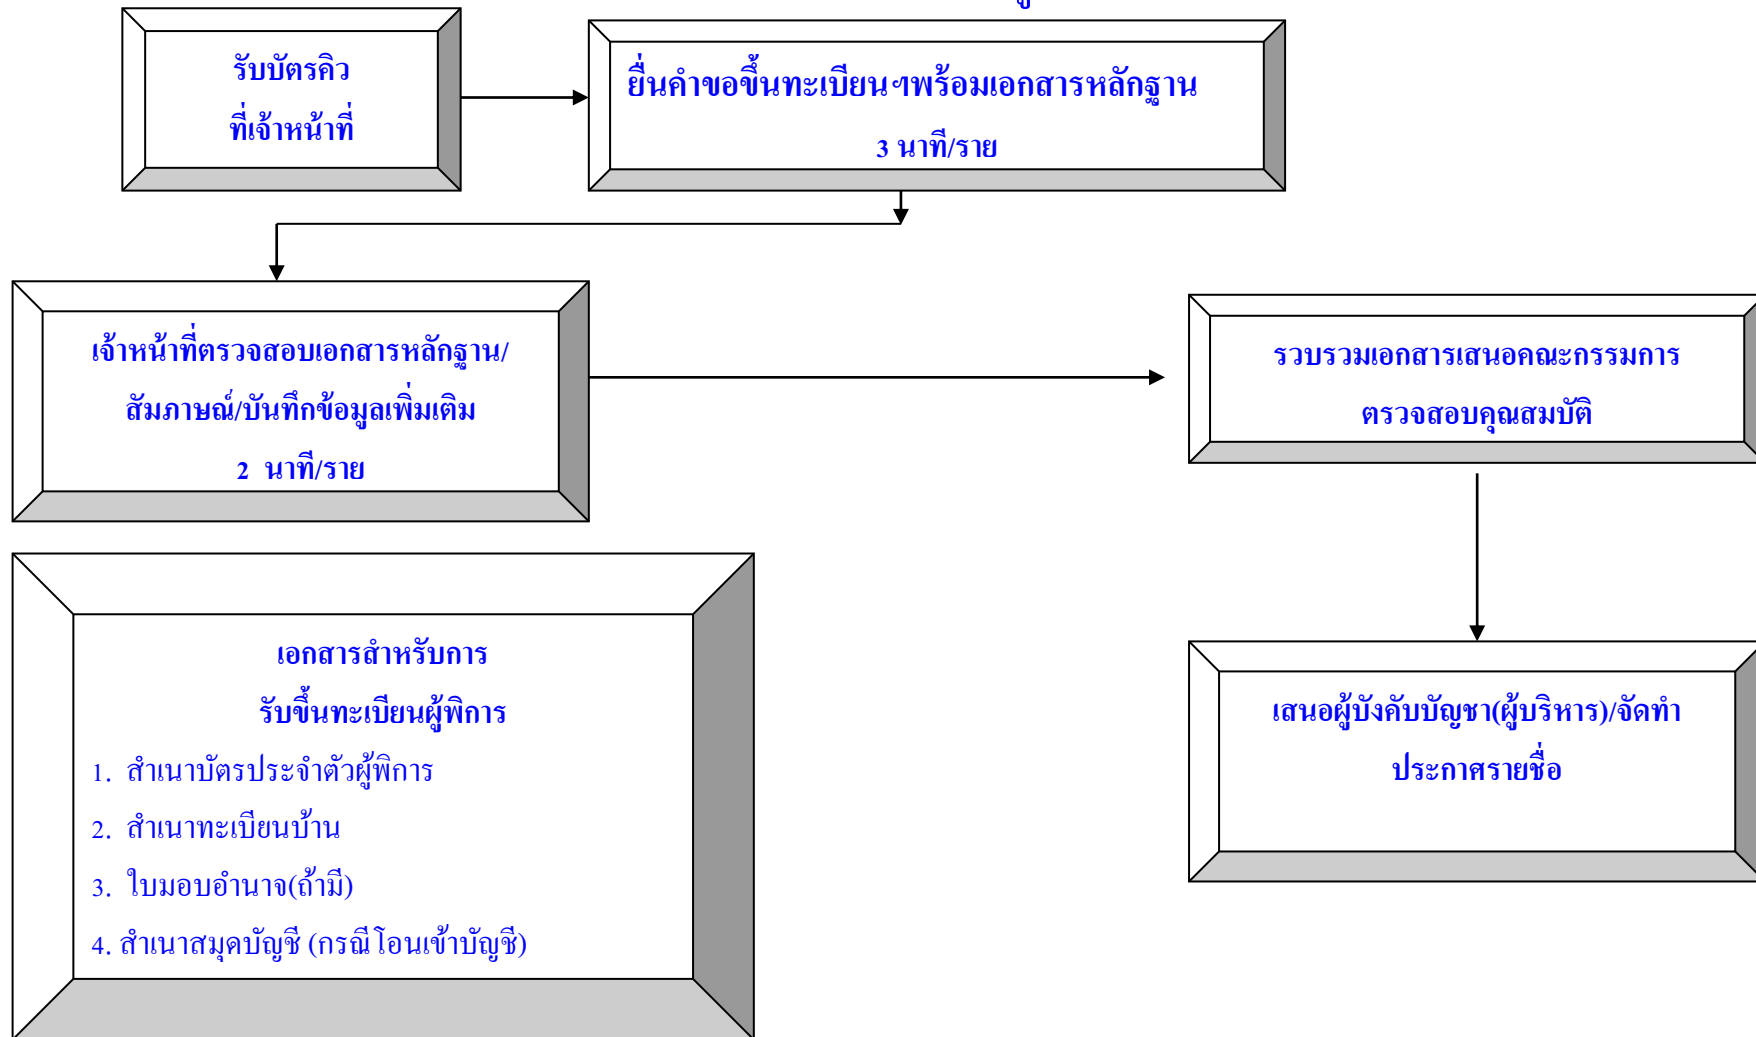 รับบัตรคิว
ที่เจ้าหน้าที่
ยื่นคำขอขึ้นทะเบียนฯพร้อมเอกสารหลักฐาน
3 นาที/ราย
เจ้าหน้าที่ตรวจสอบเอกสารหลักฐาน/
สัมภาษณ์/บันทึกข้อมูลเพิ่มเติม
2 นาที/ราย
รวบรวมเอกสารเสนอคณะกรรมการ
ตรวจสอบคุณสมบัติ
เอกสารสำหรับการ
รับขึ้นทะเบียนผู้พิการ
1. สำเนาบัตรประจำตัวผู้พิการ
2. สำเนาทะเบียนบ้าน
3. ใบมอบอำนาจ(ถ้ามี)
4. สำเนาสมุดบัญชี (กรณีโอนเข้าบัญชี)
เสนอผู้บังคับบัญชา(ผู้บริหาร)/จัดทำ
ประกาศรายชื่อ